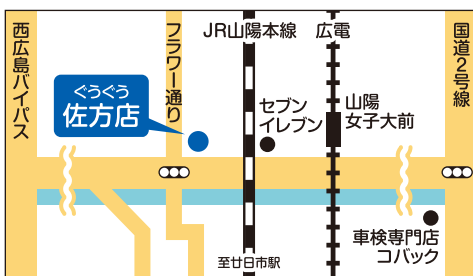 西広島バイパス
フラワー通り
JR山陽本線
広電
国道2号線
ぐうぐう
佐方店
セブン
イレブン
山陽
女子大前
車検専門店
コバック
至廿日市駅